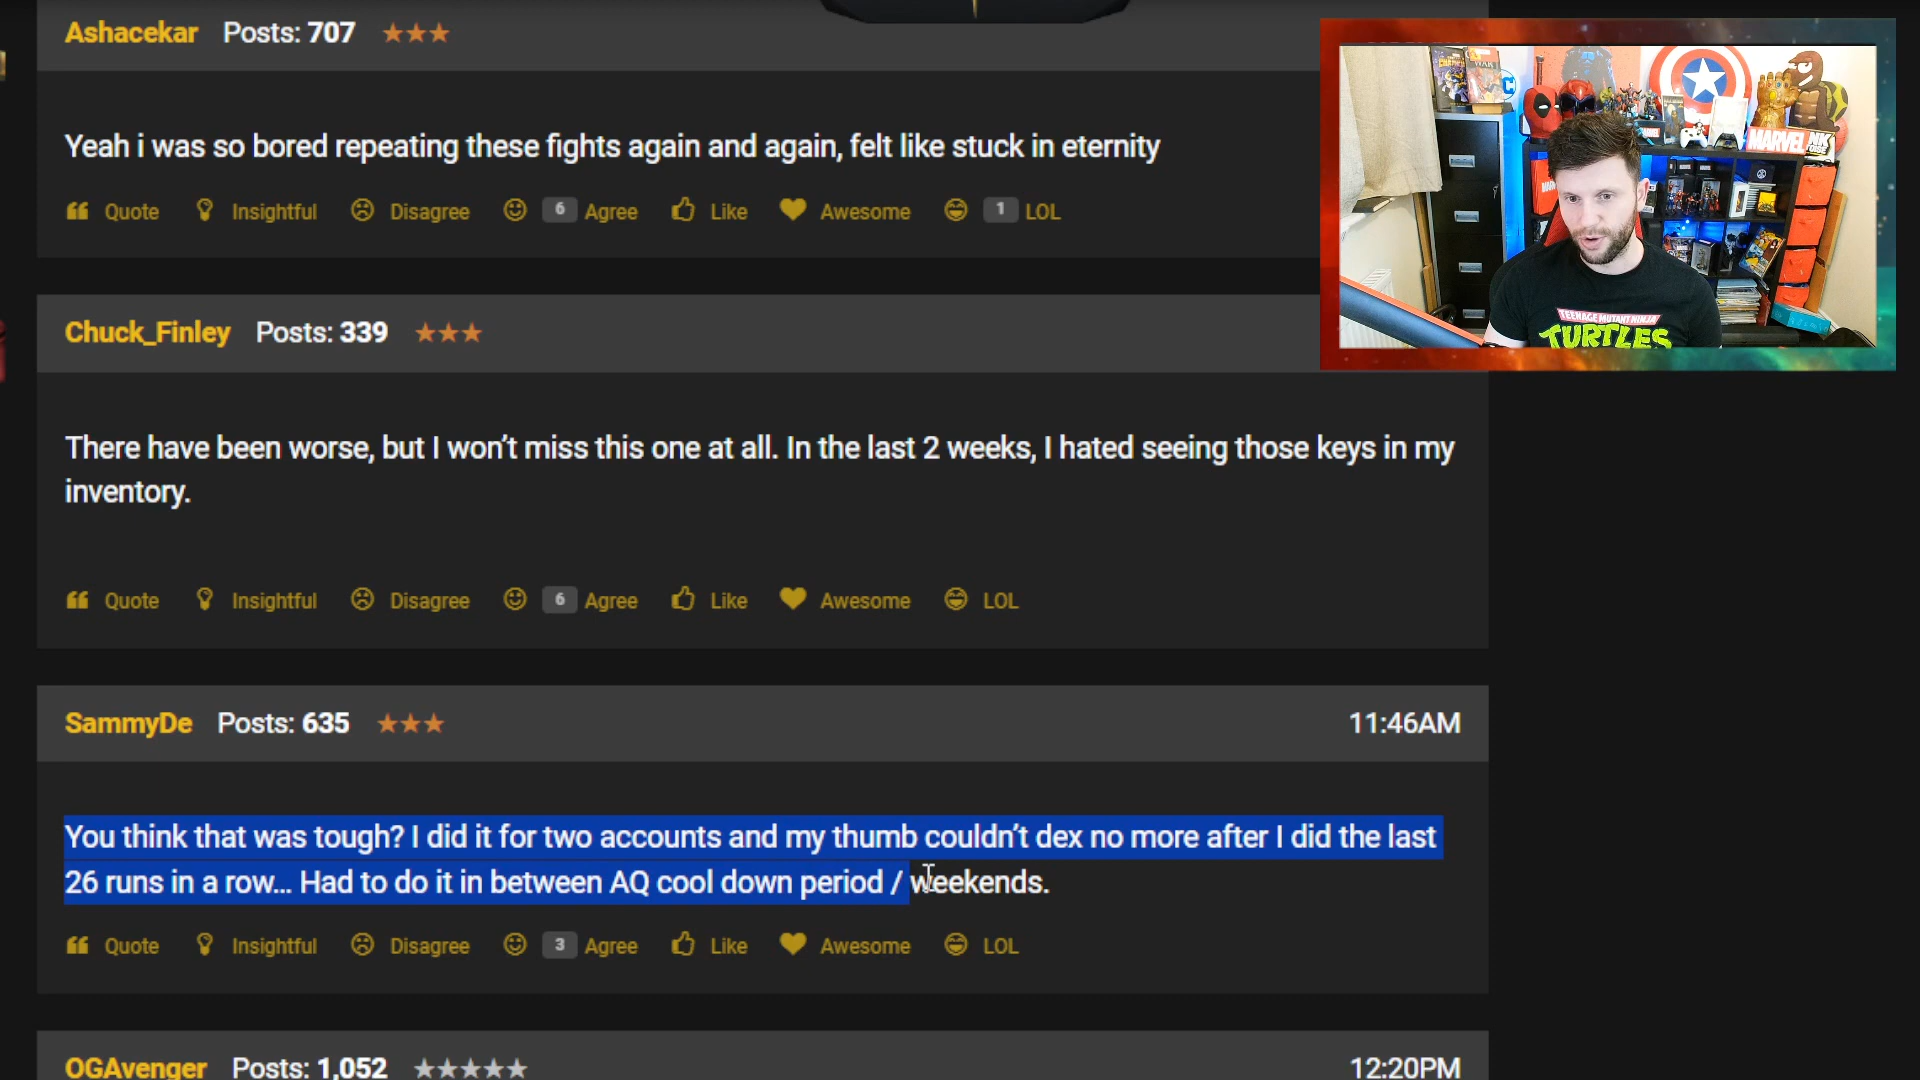 Ashacekar Posts: 707
Yeah i was so bored repeating these fights again and again, felt like stuck in eternity
Quote Insightful Disagree 6 Agree Like Awesome 1 LOL
Chuck_Finley Posts: 339
There have been worse, but I won't miss this one at all. In the last 2 weeks, I hated seeing those keys in my
inventory.
Quote Insightful Disagree 6 Agree Like Awesome LOL
SammyDe Posts: 635 11:46AM
You think that was tough? I did it for two accounts and my thumb couldn't dex no more after I did the last
26 runs in a row... Had to do it in between AQ cool down period / weekends.
Quote Insightful Disagree 3 Agree Like Awesome LOL
OGAvenger Posts: 1,052 12:20PM
MARVEL
TEENAGE MUTANT NINJA
TURTLES